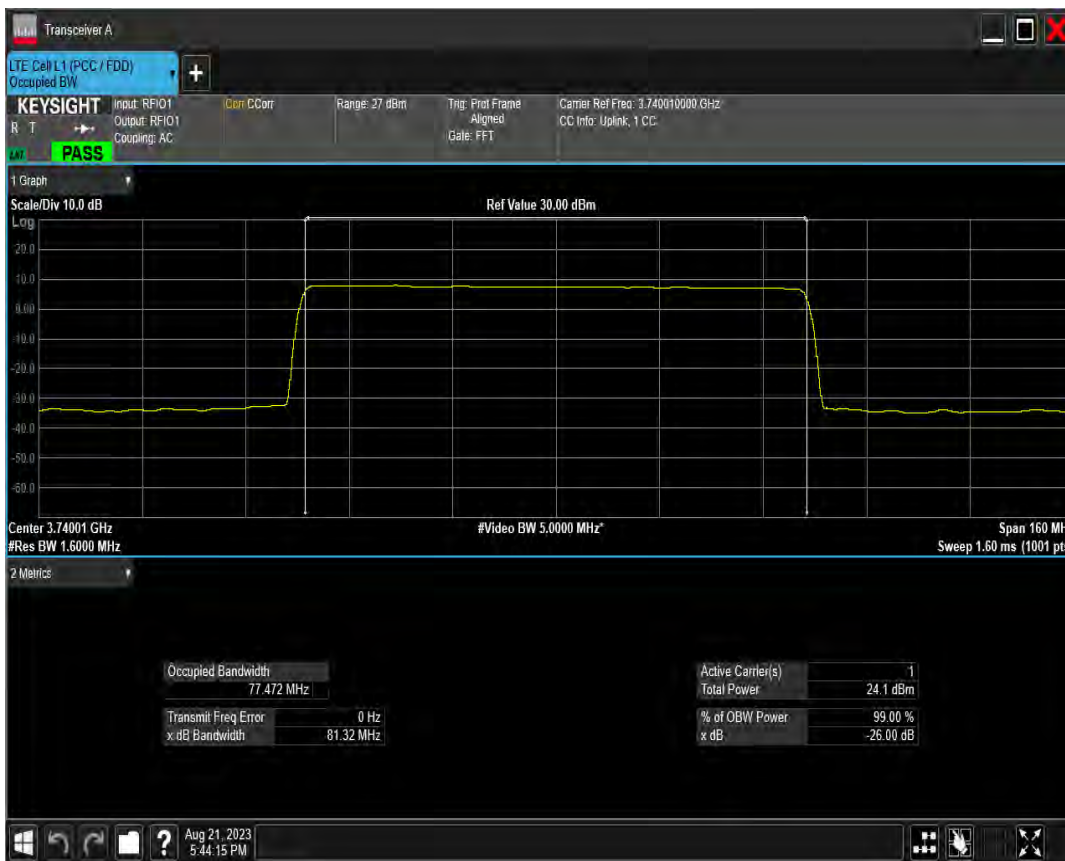 Transceiver A
LTE Cell L1 (PCC / FDD)
Occupied BW
KEYSIGHT
R T
PASS
Input: RFIO1
Output: RFIO1
Coupling: AC
Corr CCorr
Range: 27 dBm
Trig: Prot Frame
Aligned
Gate: FFT
Carrier Ref Freq: 3.740010000 GHz
CC Info: Uplink, 1 CC
1 Graph
Scale/Div 10.0 dB
Ref Value 30.00 dBm
Log
20.0
10.0
0.00
-10.0
-20.0
-30.0
-40.0
-50.0
-60.0
Center 3.74001 GHz
#Video BW 5.0000 MHz*
Span 160 MH
#Res BW 1.6000 MHz
Sweep 1.60 ms (1001 pts
2 Metrics
Occupied Bandwidth
77.472 MHz
Transmit Freq Error 0 Hz
x dB Bandwidth 81.32 MHz
Active Carrier(s) 1
Total Power 24.1 dBm
% of OBW Power 99.00 %
x dB -26.00 dB
?
Aug 21, 2023
5:44:15 PM